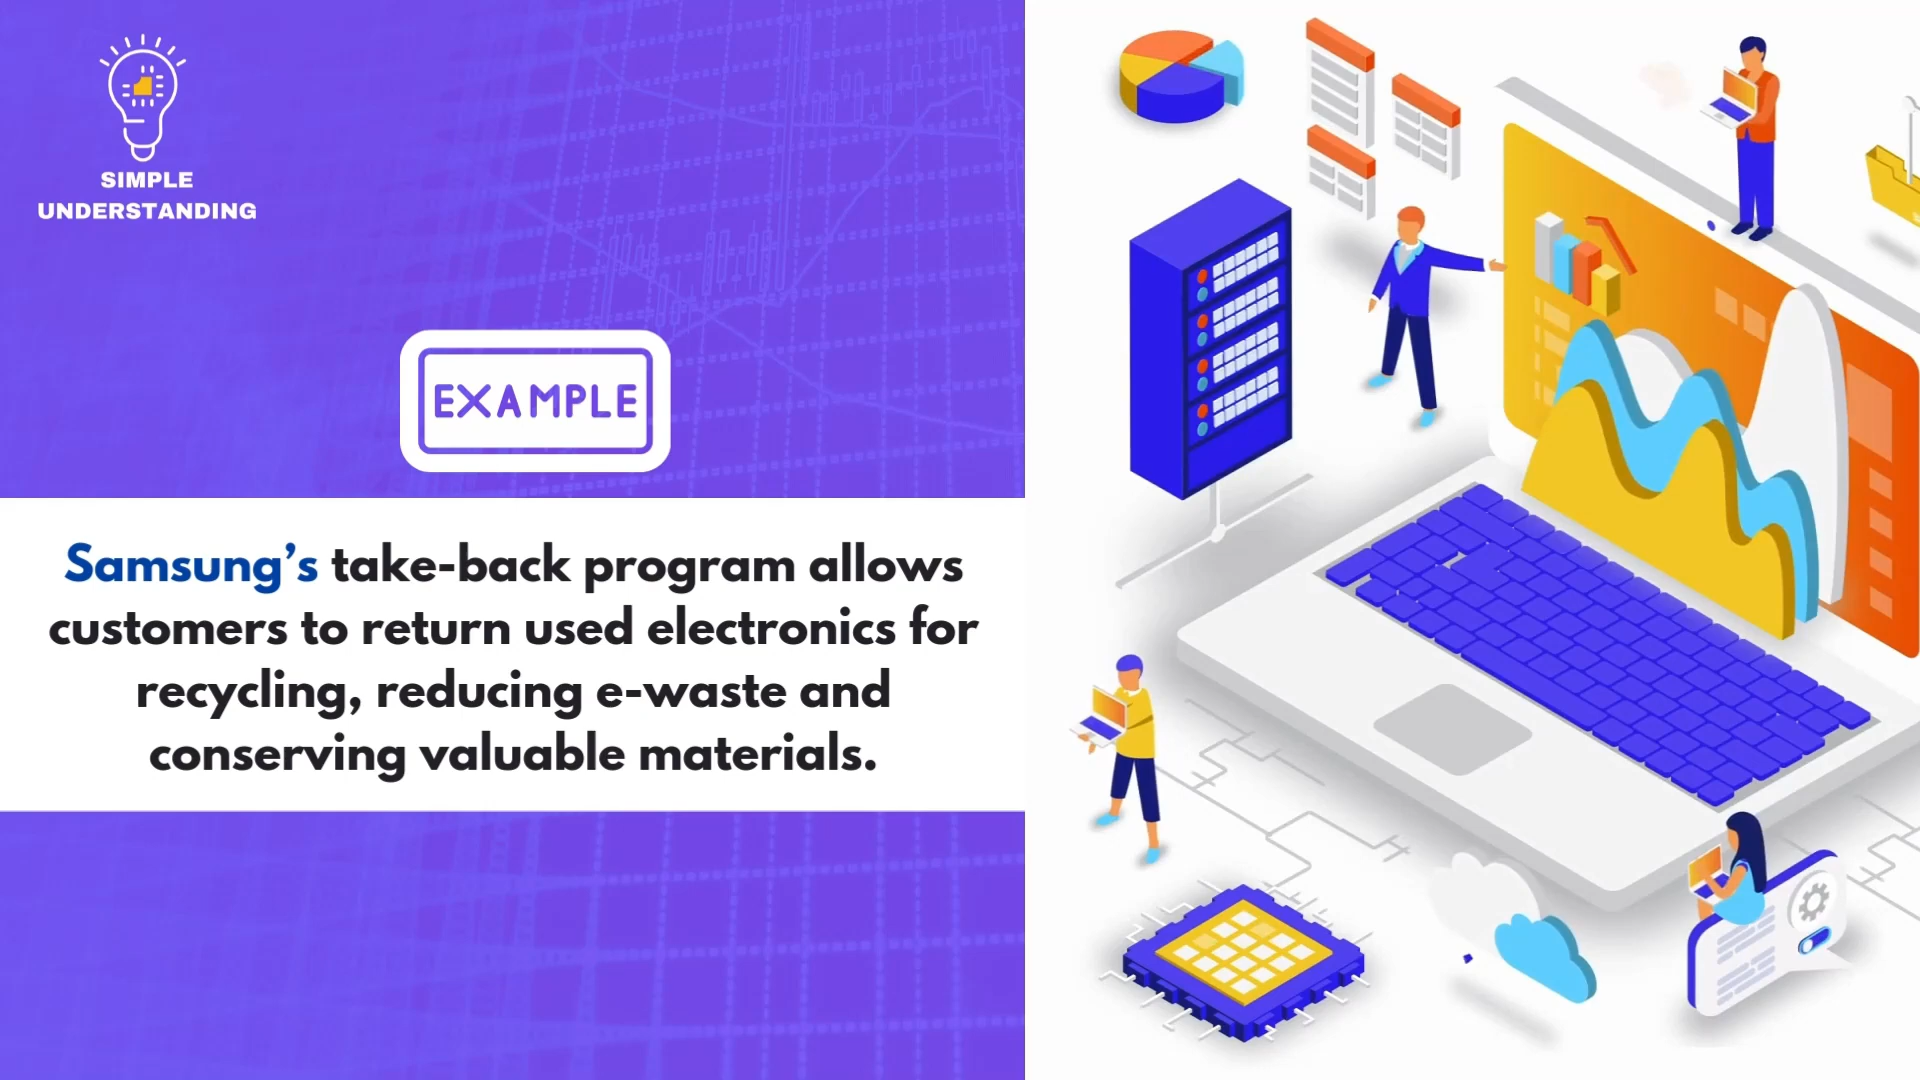 SIMPLE
UNDERSTANDING
EXAMPLE
Samsung’s take-back program allows
customers to return used electronics for
recycling, reducing e-waste and
conserving valuable materials.